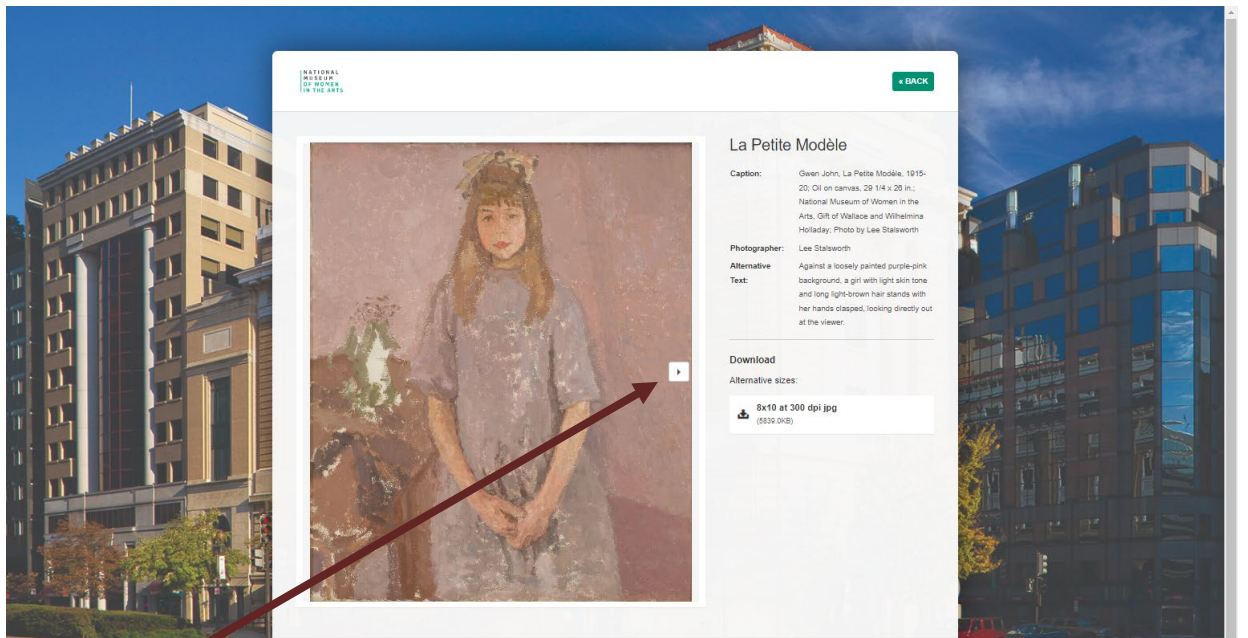 NATIONAL
MUSEUM
OF WOMEN
IN THE ARTS
« BACK
La Petite Modèle
Caption:
Gwen John, La Petite Modèle, 1915-
20; Oil on canvas, 29 1/4 x 26 in.;
National Museum of Women in the
Arts, Gift of Wallace and Wilhelmina
Holladay; Photo by Lee Stalsworth
Photographer: Lee Stalsworth
Alternative
Text:
Against a loosely painted purple-pink
background, a girl with light skin tone
and long light-brown hair stands with
her hands clasped, looking directly out
at the viewer.
Download
Alternative sizes:
8x10 at 300 dpi jpg
(5839.0KB)